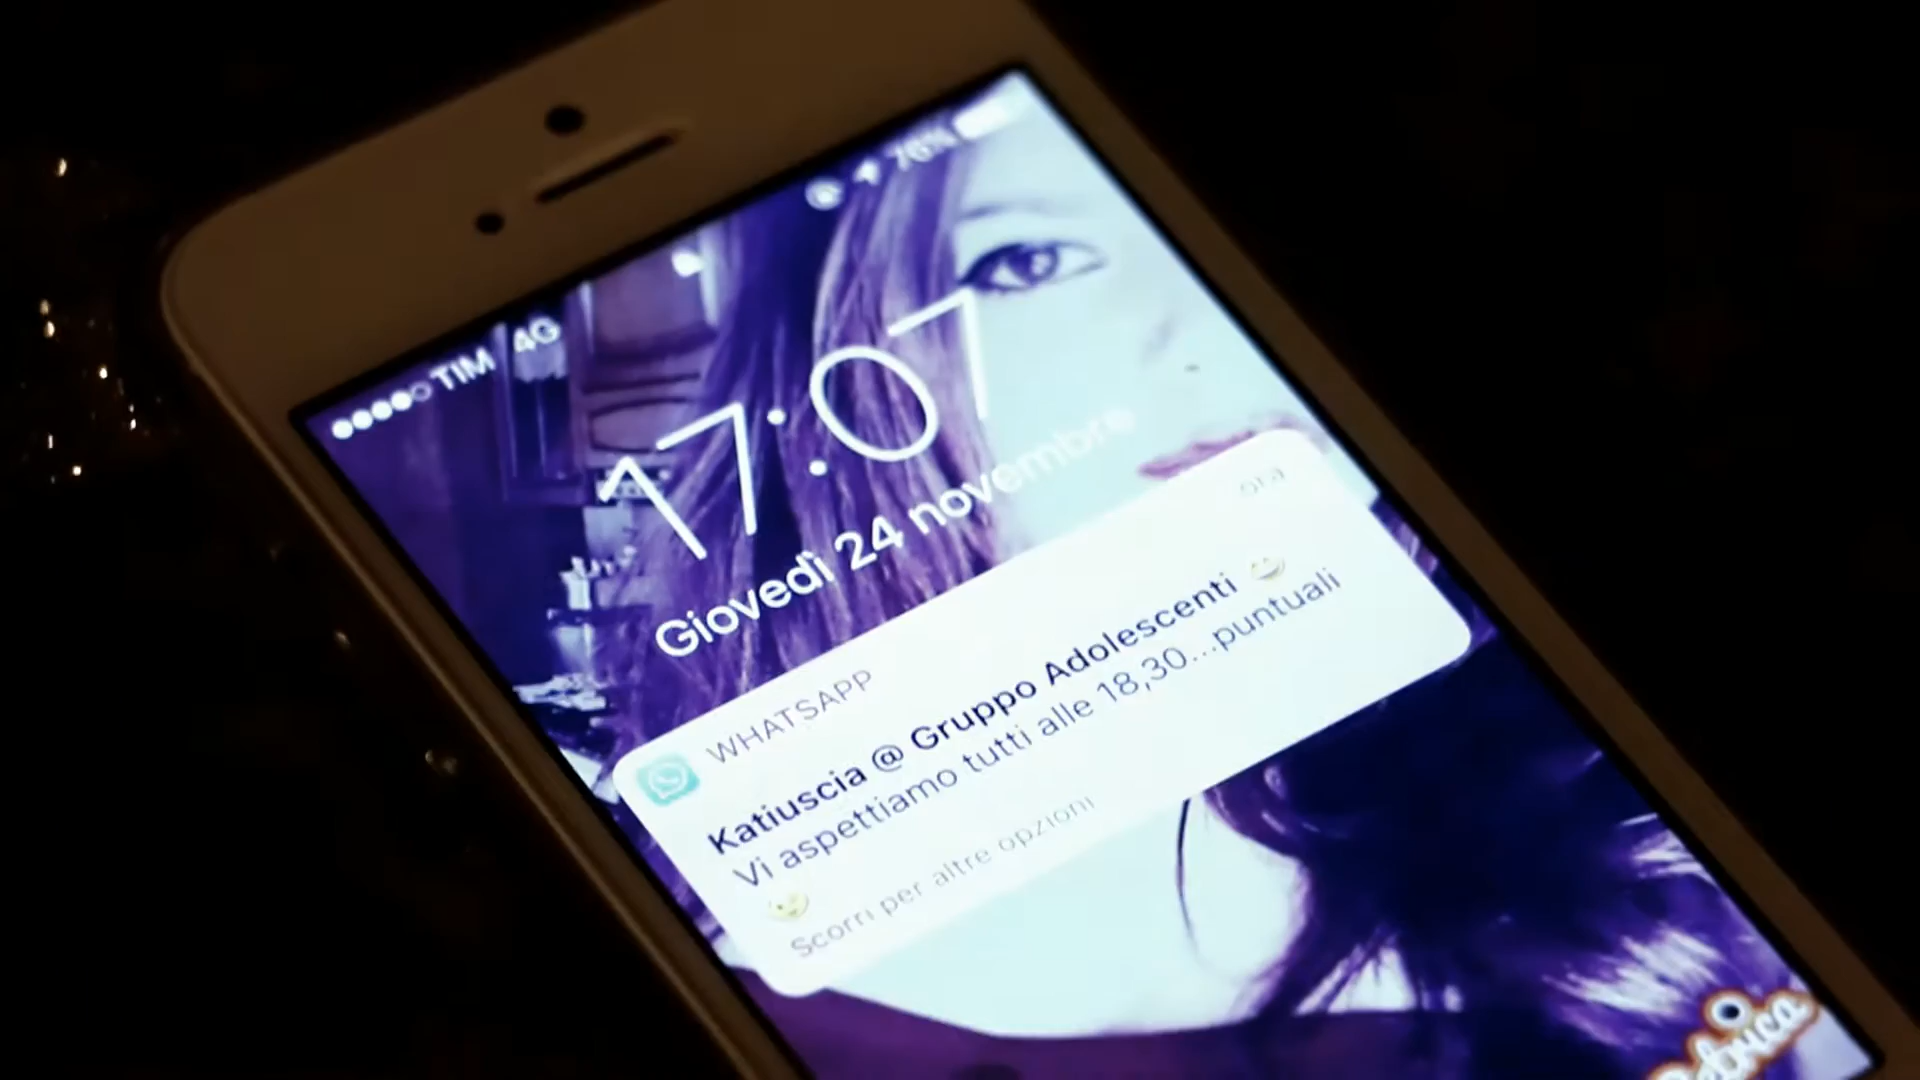 TIM 4G
76%
17:07
Giovedì 24 novembre
WHATSAPP
ora
Katiuscia @ Gruppo Adolescenti 😄
Vi aspettiamo tutti alle 18,30...puntuali
😉
Scorri per altre opzioni